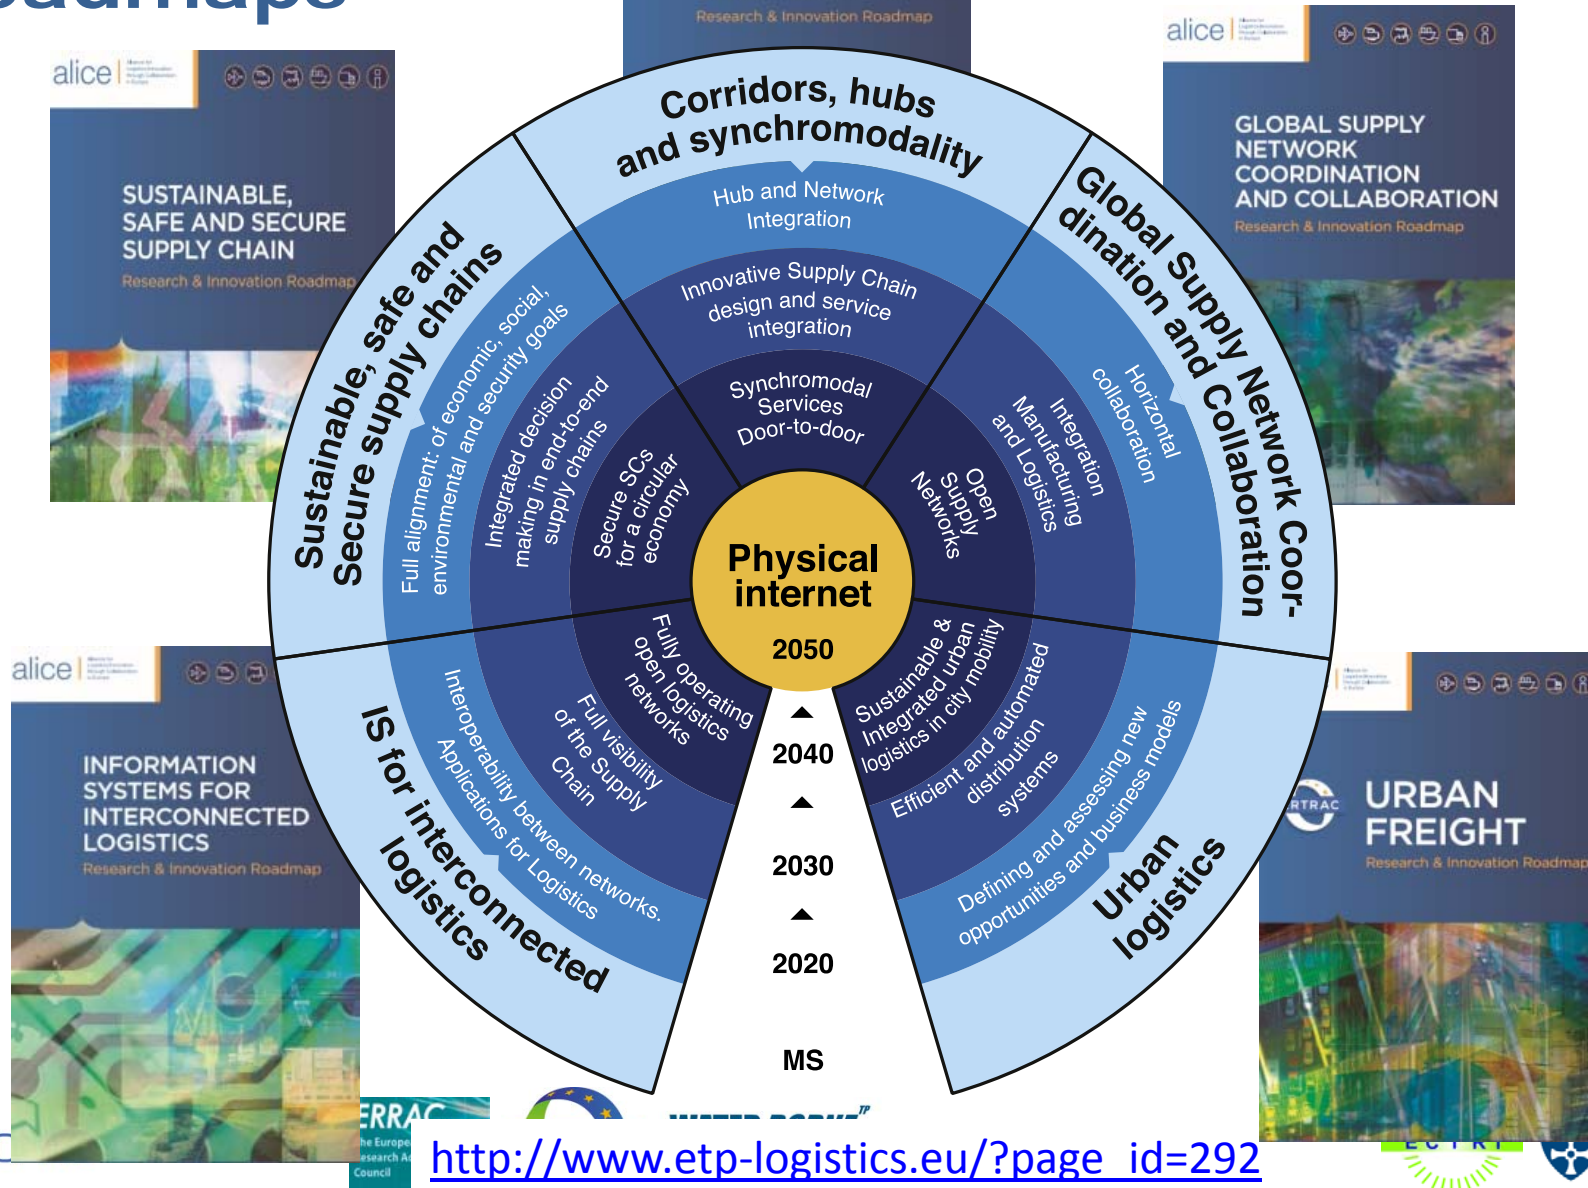 Research & Innovation Roadmap
alice
SUSTAINABLE,
SAFE AND SECURE
SUPPLY CHAIN
Research & Innovation Roadmap
alice
GLOBAL SUPPLY
NETWORK
COORDINATION
AND COLLABORATION
Research & Innovation Roadmap
Corridors, hubs
and synchromodality
Hub and Network
Integration
Innovative Supply Chain
design and service
integration
Synchromodal
Services
Door-to-door
Sustainable, safe and
Secure supply chains
Full alignment: of economic, social,
environmental and security goals
Integrated decision
making in end-to-end
supply chains
Secure SCs
for a circular
economy
Global Supply Network Coor-
dination and Collaboration
Horizontal
collaboration
Integration
Manufacturing
and Logistics
Open
Supply
Networks
Physical
internet
2050
2040
2030
2020
MS
IS for interconnected
logistics
Interoperability between networks.
Applications for Logistics
Full visibility
of the Supply
Chain
Fully operating
open logistics
networks
Urban
logistics
Defining and assessing new
opportunities and business models
Efficient and automated
distribution
systems
Sustainable &
Integrated urban
logistics in city mobility
alice
INFORMATION
SYSTEMS FOR
INTERCONNECTED
LOGISTICS
Research & Innovation Roadmap
URBAN
FREIGHT
Research & Innovation Roadmap
Council
http://www.etp-logistics.eu/?page_id=292